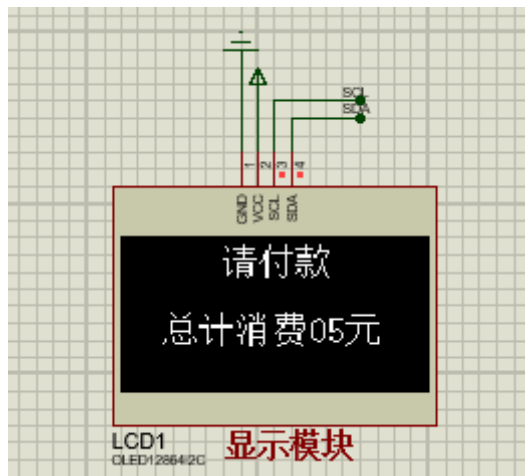 SCL
SDA
1
2
3
4
GND
VCC
SCL
SDA
请付款
总计消费05元
LCD1
OLED12864I2C
显示模块